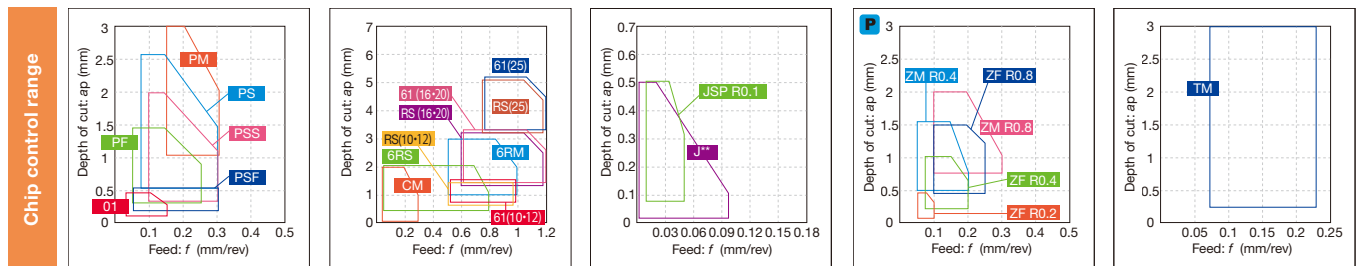 Chip control range
Depth of cut: ap (mm)
3
2.5
2
1.5
1
0.5
0
PM
PS
PSS
PF
PSF
01
0.1
0.2
0.3
0.4
0.5
Feed: f (mm/rev)
Depth of cut: ap (mm)
7
6
5
4
3
2
1
0
61(25)
61 (16•20)
RS(25)
RS (16•20)
RS(10•12)
6RS
6RM
CM
61(10•12)
0.2
0.4
0.6
0.8
1.0
1.2
Feed: f (mm/rev)
Depth of cut: ap (mm)
0.7
0.6
0.5
0.4
0.3
0.2
0.1
0
JSP R0.1
J**
0.03
0.06
0.09
0.12
0.15
0.18
Feed: f (mm/rev)
P
Depth of cut: ap (mm)
3
2.5
2
1.5
1
0.5
0
ZM R0.4
ZF R0.8
ZM R0.8
ZF R0.4
ZF R0.2
0.1
0.2
0.3
0.4
0.5
Feed: f (mm/rev)
Depth of cut: ap (mm)
3
2.5
2
1.5
1
0.5
0
TM
0.05
0.1
0.15
0.2
0.25
Feed: f (mm/rev)